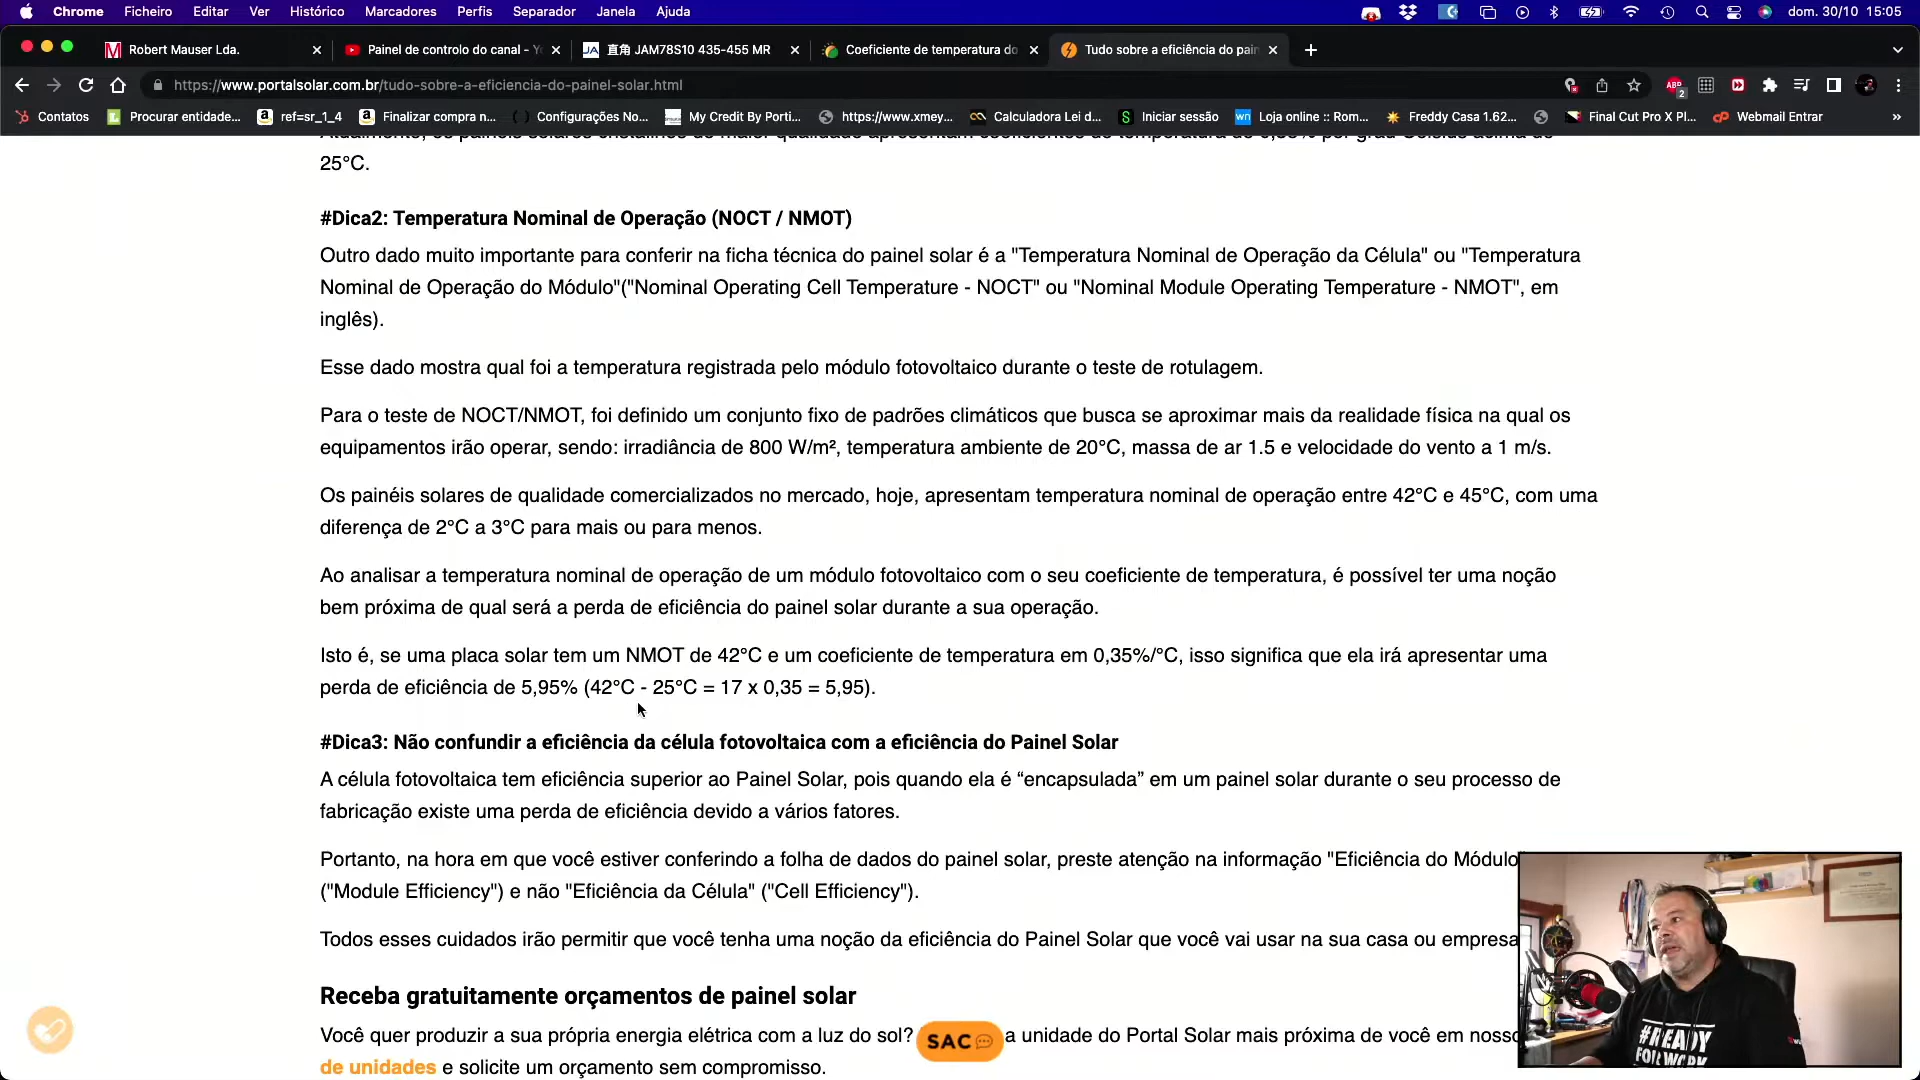 Chrome Ficheiro Editar Ver Histórico Marcadores Perfis Separador Janela Ajuda dom. 30/10 15:05
Robert Mauser Lda. Painel de controlo do canal - Yo 直角 JAM78S10 435-455 MR Coeficiente de temperatura do Tudo sobre a eficiência do pain
https://www.portalsolar.com.br/tudo-sobre-a-eficiencia-do-painel-solar.html
Contatos Procurar entidade... ref=sr_1_4 Finalizar compra n... Configurações No... My Credit By Porti... https://www.xmey... Calculadora Lei d... Iniciar sessão Loja online :: Rom... Freddy Casa 1.62... Final Cut Pro X Pl... Webmail Entrar »
25°C.
#Dica2: Temperatura Nominal de Operação (NOCT / NMOT)
Outro dado muito importante para conferir na ficha técnica do painel solar é a "Temperatura Nominal de Operação da Célula" ou "Temperatura
Nominal de Operação do Módulo"("Nominal Operating Cell Temperature - NOCT" ou "Nominal Module Operating Temperature - NMOT", em
inglês).
Esse dado mostra qual foi a temperatura registrada pelo módulo fotovoltaico durante o teste de rotulagem.
Para o teste de NOCT/NMOT, foi definido um conjunto fixo de padrões climáticos que busca se aproximar mais da realidade física na qual os
equipamentos irão operar, sendo: irradiância de 800 W/m², temperatura ambiente de 20°C, massa de ar 1.5 e velocidade do vento a 1 m/s.
Os painéis solares de qualidade comercializados no mercado, hoje, apresentam temperatura nominal de operação entre 42°C e 45°C, com uma
diferença de 2°C a 3°C para mais ou para menos.
Ao analisar a temperatura nominal de operação de um módulo fotovoltaico com o seu coeficiente de temperatura, é possível ter uma noção
bem próxima de qual será a perda de eficiência do painel solar durante a sua operação.
Isto é, se uma placa solar tem um NMOT de 42°C e um coeficiente de temperatura em 0,35%/°C, isso significa que ela irá apresentar uma
perda de eficiência de 5,95% (42°C - 25°C = 17 x 0,35 = 5,95).
#Dica3: Não confundir a eficiência da célula fotovoltaica com a eficiência do Painel Solar
A célula fotovoltaica tem eficiência superior ao Painel Solar, pois quando ela é “encapsulada” em um painel solar durante o seu processo de
fabricação existe uma perda de eficiência devido a vários fatores.
Portanto, na hora em que você estiver conferindo a folha de dados do painel solar, preste atenção na informação "Eficiência do Módulo"
("Module Efficiency") e não "Eficiência da Célula" ("Cell Efficiency").
Todos esses cuidados irão permitir que você tenha uma noção da eficiência do Painel Solar que você vai usar na sua casa ou empresa
Receba gratuitamente orçamentos de painel solar
Você quer produzir a sua própria energia elétrica com a luz do sol? SAC a unidade do Portal Solar mais próxima de você em nosso
de unidades e solicite um orçamento sem compromisso.
#READY
FOR WORK